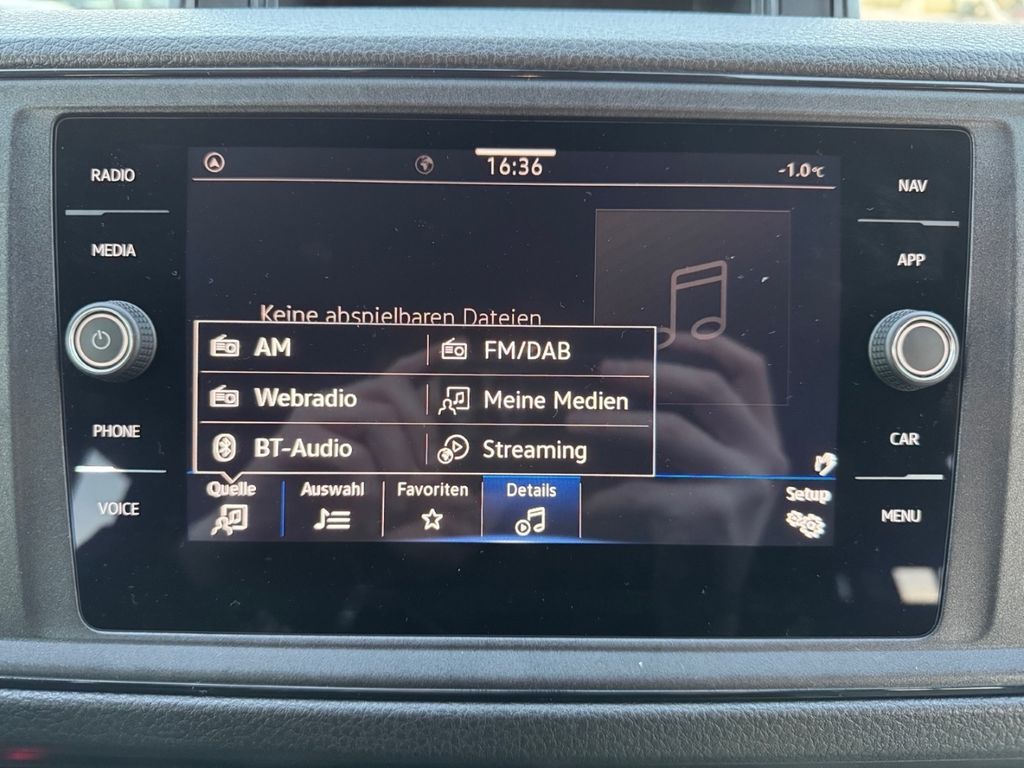 16:36
-1.0°C
RADIO
NAV
MEDIA
APP
Keine abspielbaren Dateien
AM
FM/DAB
Webradio
Meine Medien
BT-Audio
Streaming
PHONE
CAR
VOICE
MENU
Quelle
Auswahl
Favoriten
Details
Setup